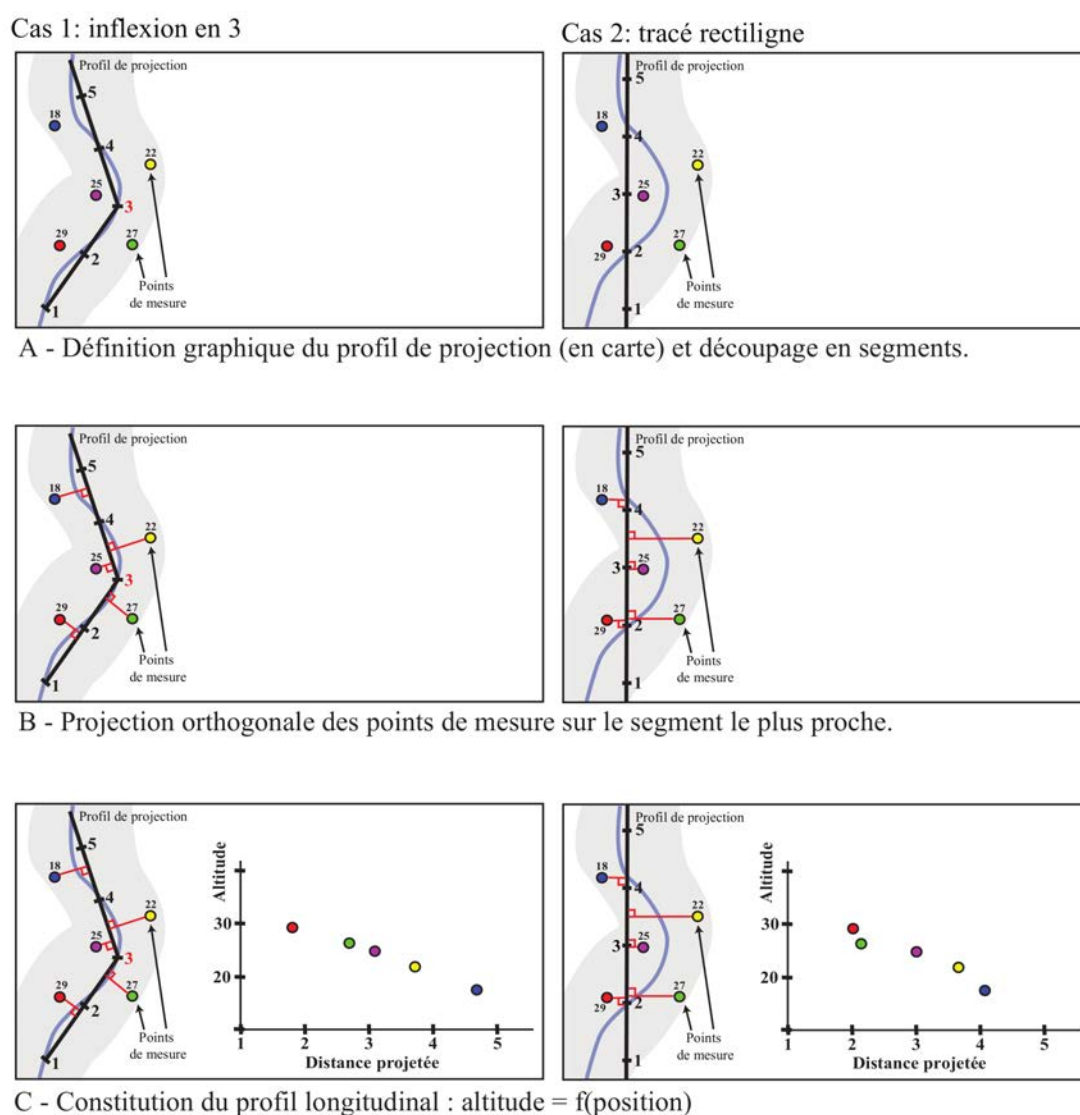 Cas 1: inflexion en 3
Profil de projection
5
18
4
22
25
3
29
27
2
Points
de mesure
1
Cas 2: tracé rectiligne
Profil de projection
5
18
4
22
25
3
27
2
29
Points
de mesure
1
A - Définition graphique du profil de projection (en carte) et découpage en segments.
Profil de projection
5
18
4
22
25
3
29
27
2
Points
de mesure
1
Profil de projection
5
18
4
22
25
3
27
2
29
Points
de mesure
1
B - Projection orthogonale des points de mesure sur le segment le plus proche.
Profil de projection
5
18
4
22
25
3
29
27
2
Points
de mesure
1
Altitude
30
20
1 2 3 4 5
Distance projetée
Profil de projection
5
18
4
22
25
3
27
2
29
Points
de mesure
1
Altitude
30
20
1 2 3 4 5
Distance projetée
C - Constitution du profil longitudinal : altitude = f(position)